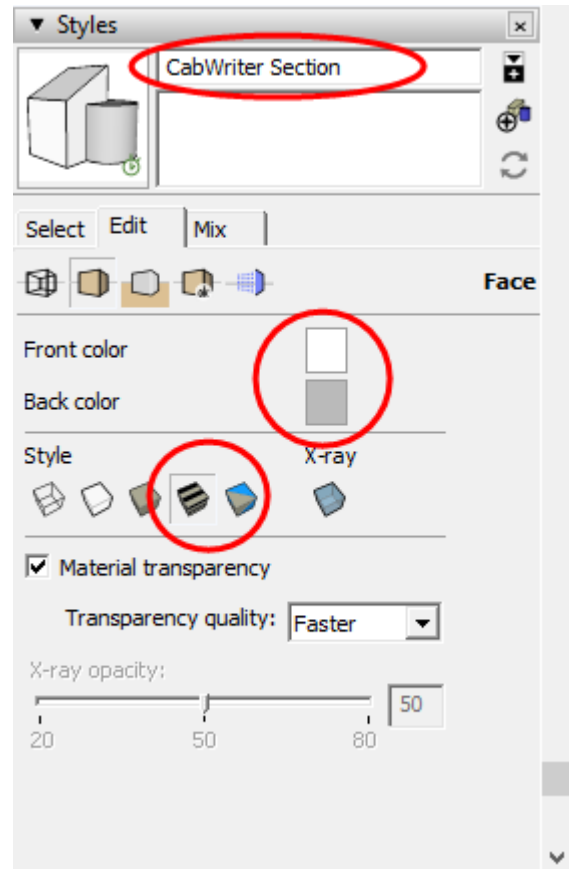 ▼ Styles
CabWriter Section
Select Edit Mix
Face
Front color
Back color
Style X-ray
Material transparency
Transparency quality: Faster
X-ray opacity:
50
20 50 80